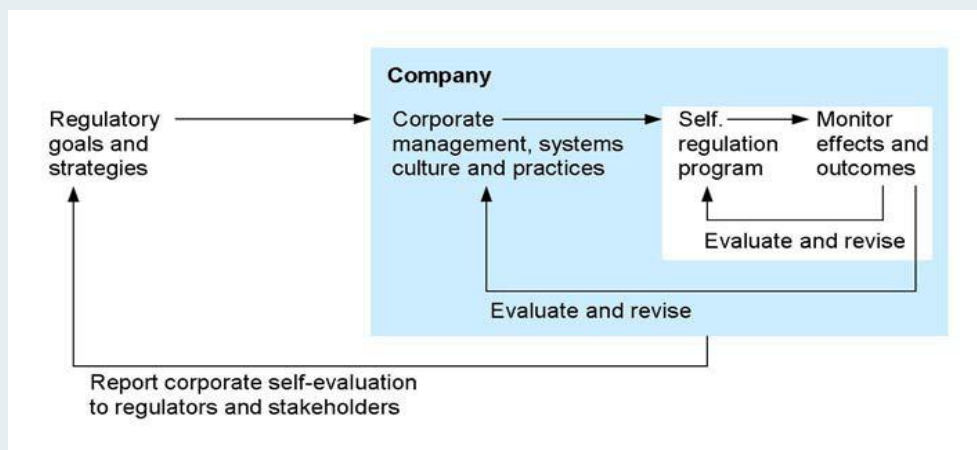 Company
Regulatory
goals and
strategies
Corporate
management, systems
culture and practices
Self.
regulation
program
Monitor
effects and
outcomes
Evaluate and revise
Evaluate and revise
Report corporate self-evaluation
to regulators and stakeholders